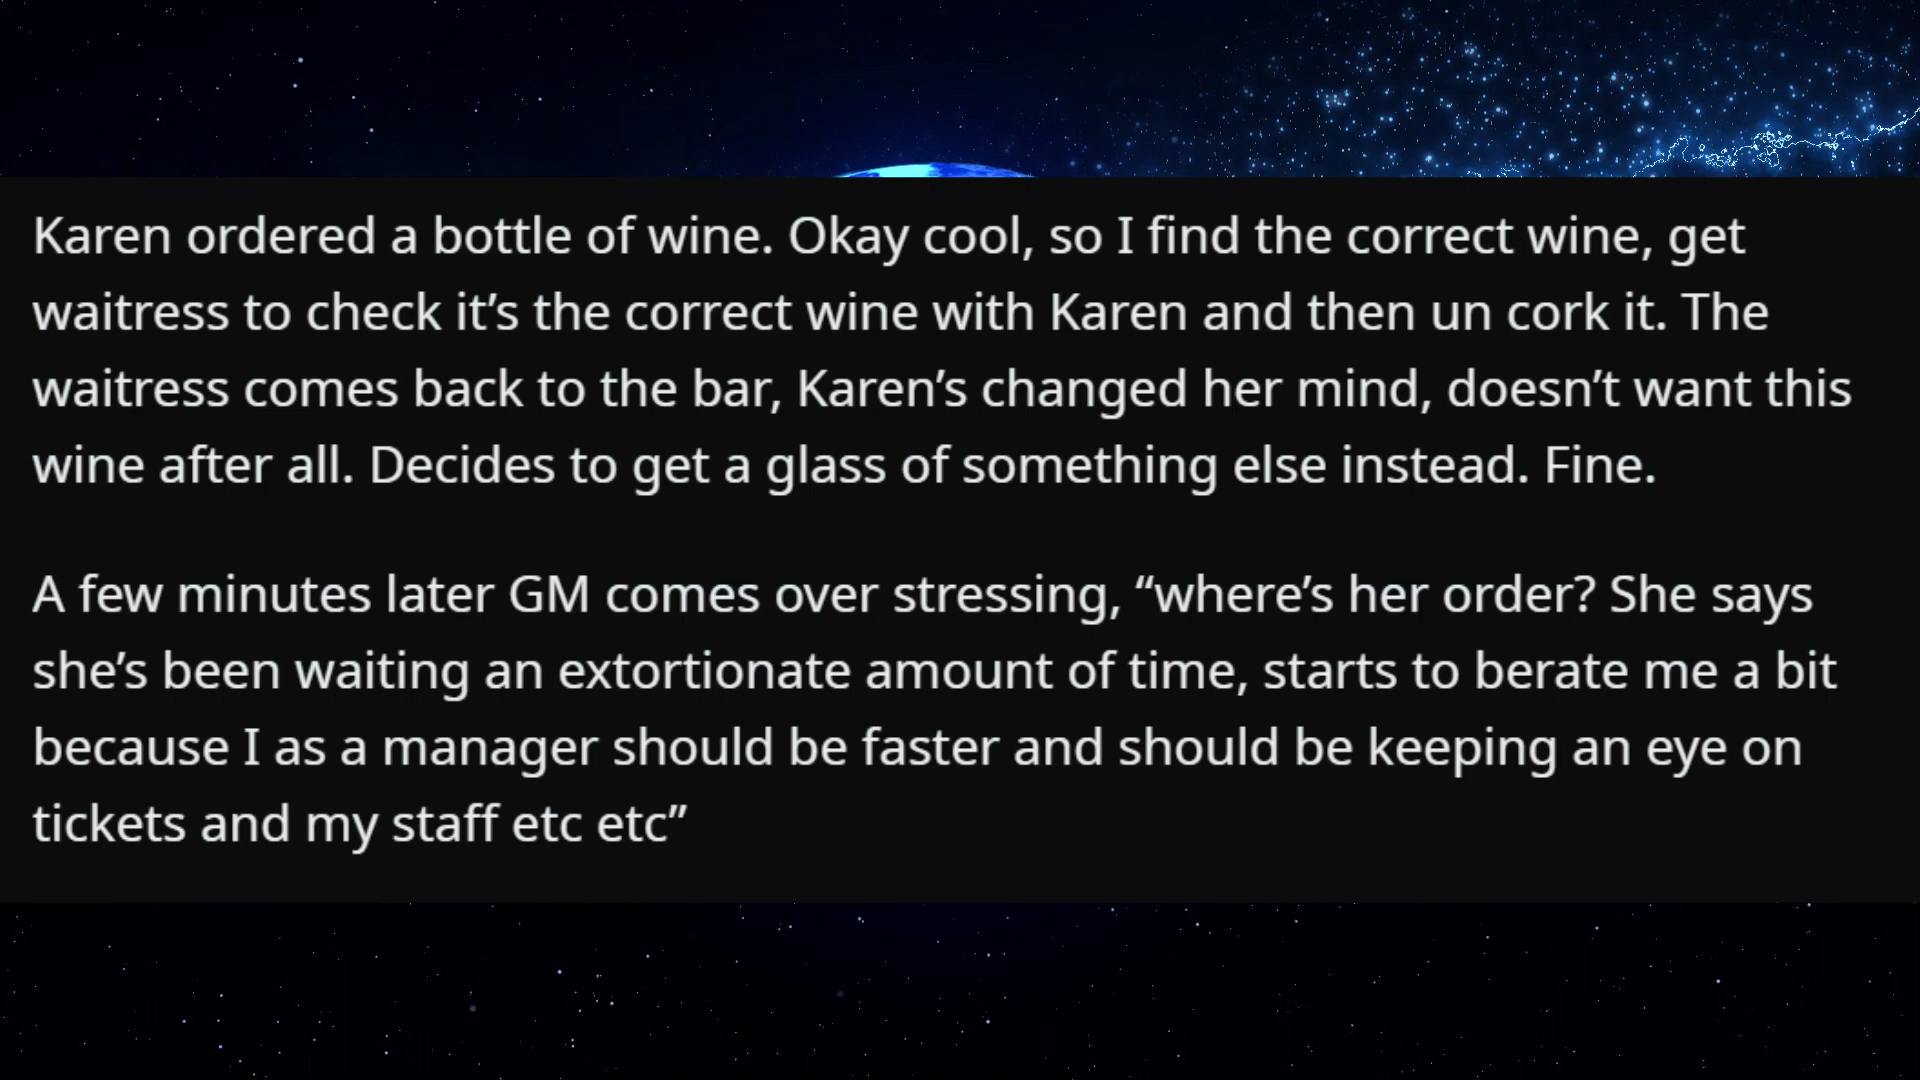 Karen ordered a bottle of wine. Okay cool, so I find the correct wine, get
waitress to check it’s the correct wine with Karen and then un cork it. The
waitress comes back to the bar, Karen’s changed her mind, doesn’t want this
wine after all. Decides to get a glass of something else instead. Fine.
A few minutes later GM comes over stressing, “where’s her order? She says
she’s been waiting an extortionate amount of time, starts to berate me a bit
because I as a manager should be faster and should be keeping an eye on
tickets and my staff etc etc”